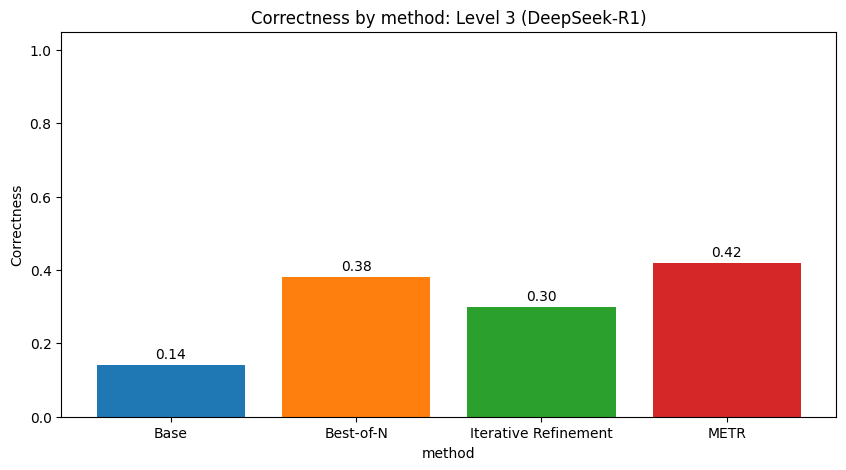 Correctness by method: Level 3 (DeepSeek-R1)
1.0
0.8
0.6
0.4
0.2
0.0
Correctness
0.14
0.38
0.30
0.42
Base
Best-of-N
Iterative Refinement
METR
method